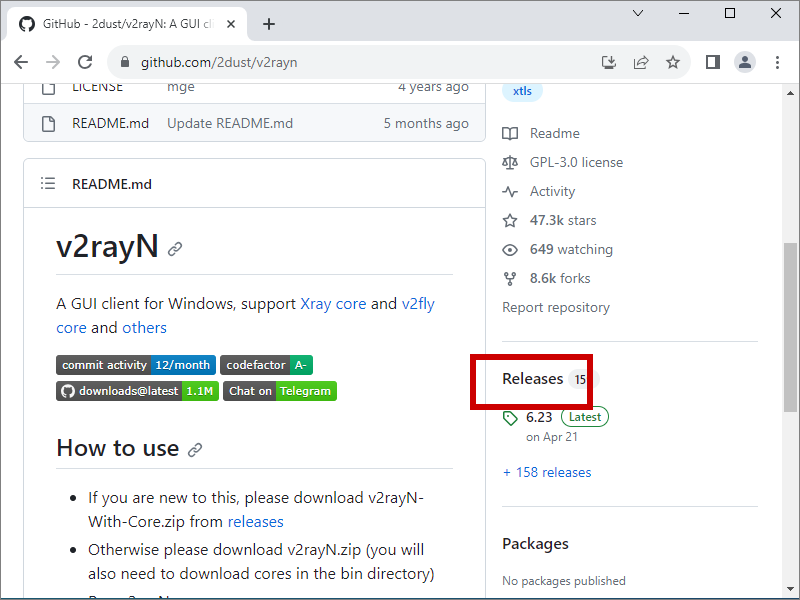 GitHub - 2dust/v2rayN: A GUI cli
github.com/2dust/v2rayn
LICENSE mge 4 years ago
README.md Update README.md 5 months ago
README.md
v2rayN
A GUI client for Windows, support Xray core and v2fly
core and others
commit activity 12/month codefactor A-
downloads@latest 1.1M Chat on Telegram
How to use
If you are new to this, please download v2rayN-
With-Core.zip from releases
Otherwise please download v2rayN.zip (you will
also need to download cores in the bin directory)
xtls
Readme
GPL-3.0 license
Activity
47.3k stars
649 watching
8.6k forks
Report repository
Releases 15
6.23 Latest
on Apr 21
+ 158 releases
Packages
No packages published